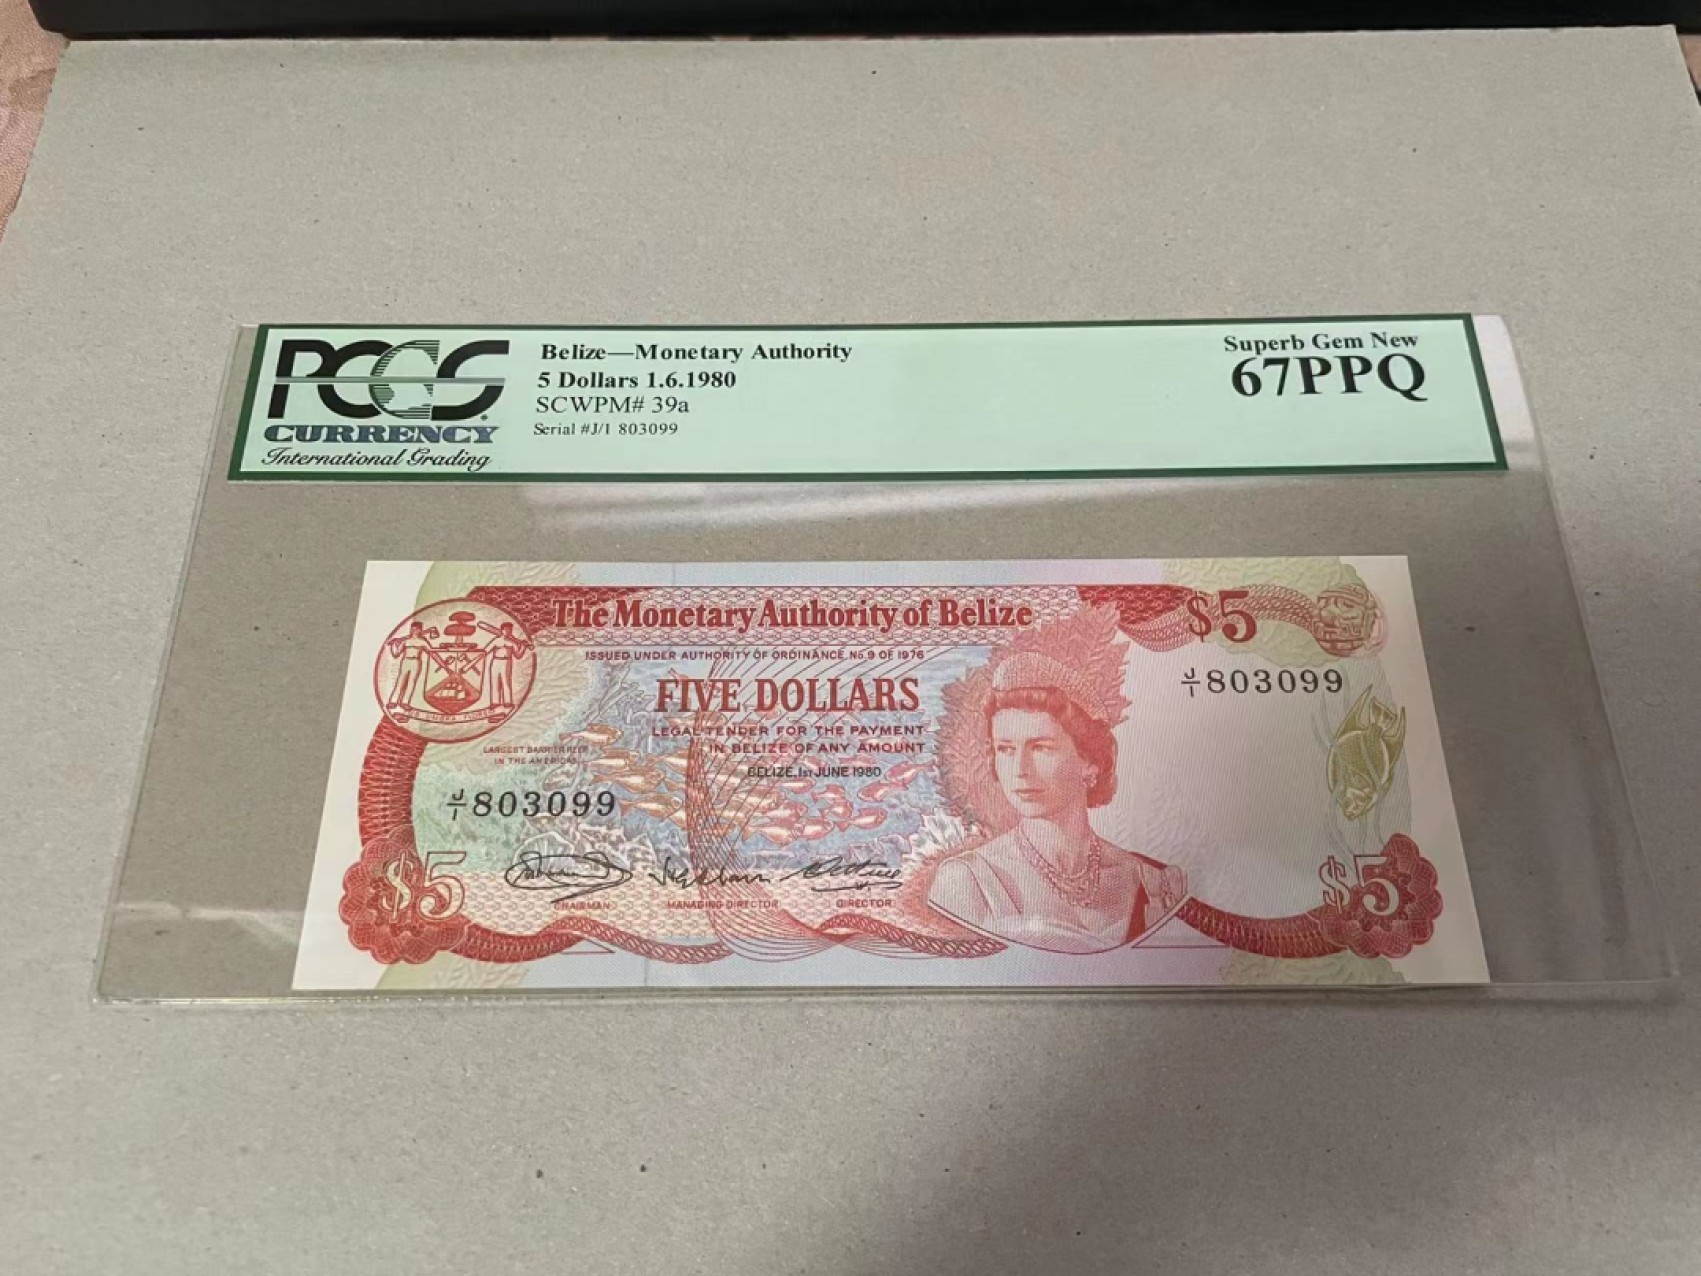 PCGS
CURRENCY
International Grading
Belize—Monetary Authority
5 Dollars 1.6.1980
SCWPM# 39a
Serial #J/1 803099
Superb Gem New
67PPQ
The Monetary Authority of Belize
$5
ISSUED UNDER AUTHORITY OF ORDINANCE No.9 OF 1976
J/1 803099
FIVE DOLLARS
LEGAL TENDER FOR THE PAYMENT
IN BELIZE OF ANY AMOUNT
LARGEST BARRIER REEF
IN THE AMERICAS
BELIZE, 1ST JUNE 1980
J/1 803099
$5
CHAIRMAN
MANAGING DIRECTOR
DIRECTOR
$5